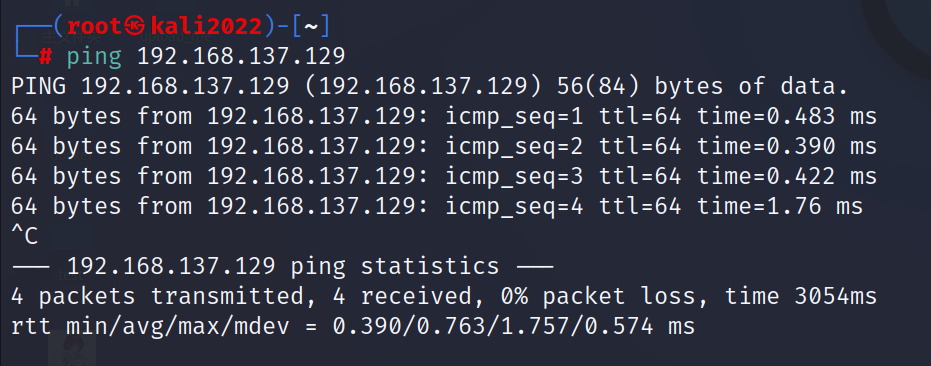 ┌──(root㉿kali2022)-[~]
└─# ping 192.168.137.129
PING 192.168.137.129 (192.168.137.129) 56(84) bytes of data.
64 bytes from 192.168.137.129: icmp_seq=1 ttl=64 time=0.483 ms
64 bytes from 192.168.137.129: icmp_seq=2 ttl=64 time=0.390 ms
64 bytes from 192.168.137.129: icmp_seq=3 ttl=64 time=0.422 ms
64 bytes from 192.168.137.129: icmp_seq=4 ttl=64 time=1.76 ms
^C
--- 192.168.137.129 ping statistics ---
4 packets transmitted, 4 received, 0% packet loss, time 3054ms
rtt min/avg/max/mdev = 0.390/0.763/1.757/0.574 ms